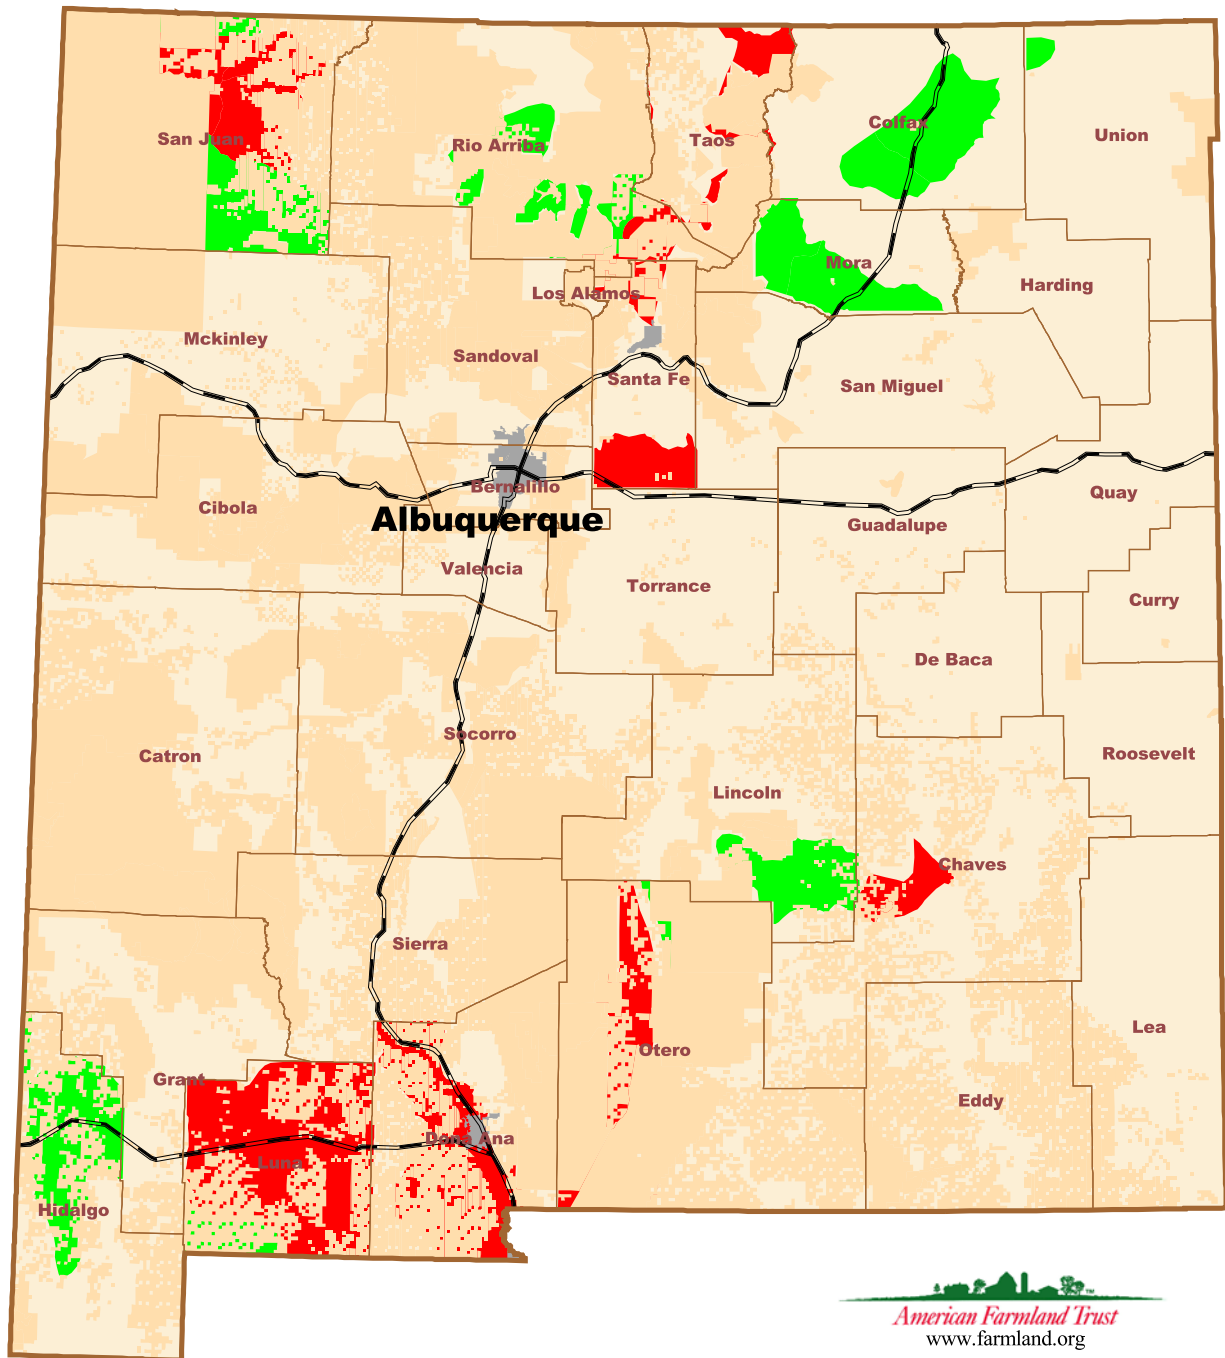 Colfax
Union
San Juan
Rio Arriba
Taos
Mora
Harding
Los Alamos
Mckinley
Sandoval
Santa Fe
San Miguel
Bernalillo
Quay
Cibola
Albuquerque
Guadalupe
Valencia
Torrance
Curry
De Baca
Socorro
Catron
Roosevelt
Lincoln
Chaves
Sierra
Lea
Otero
Grant
Eddy
Dona Ana
Luna
Hidalgo
TM
American Farmland Trust
www.farmland.org